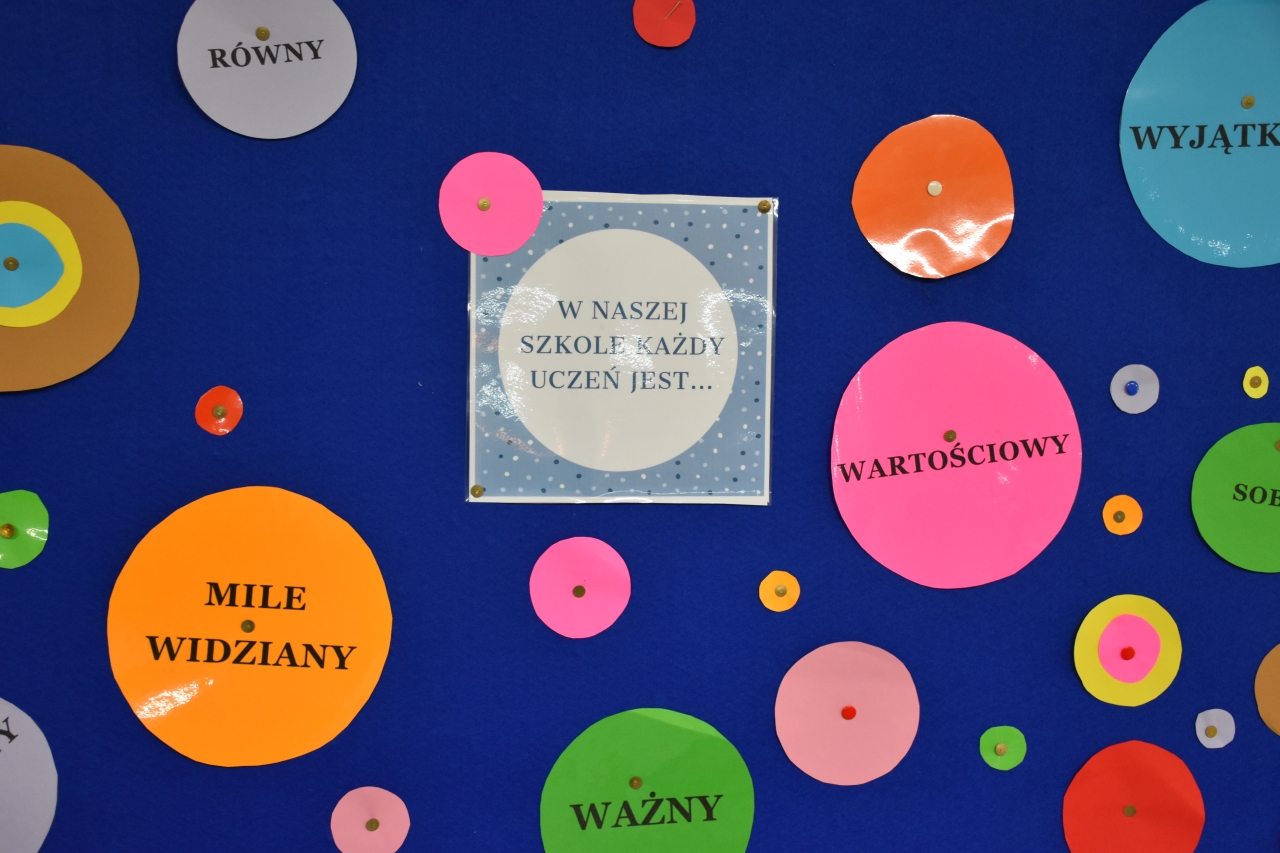 RÓWNY
WYJĄTK
W NASZEJ
SZKOLE KAŻDY
UCZEŃ JEST...
WARTOŚCIOWY
SOB
MILE
WIDZIANY
Y
WAŻNY